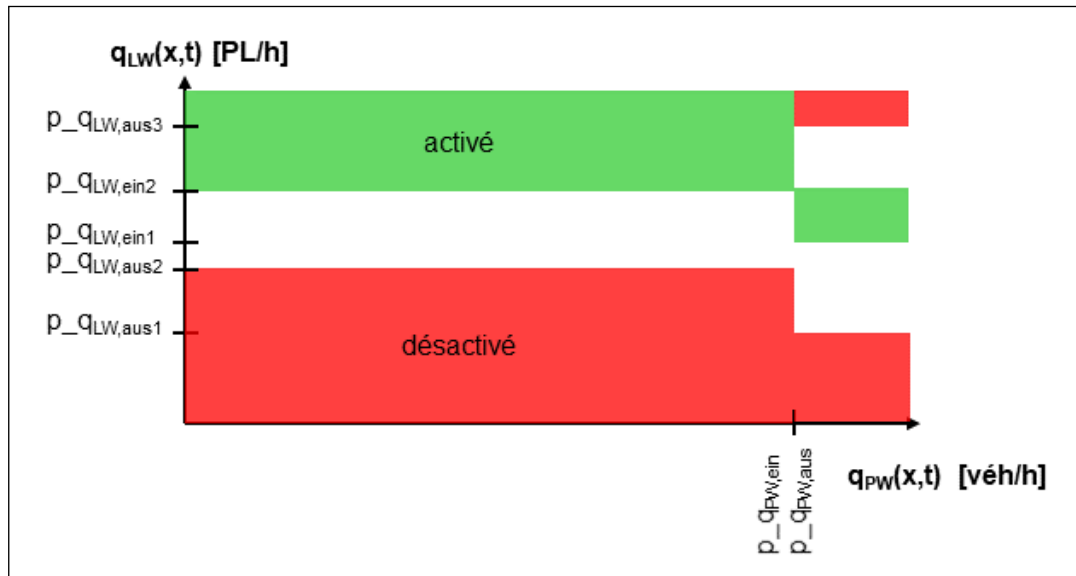 qLW(x,t) [PL/h]
p_qLW,aus3
activé
p_qLW,ein2
p_qLW,ein1
p_qLW,aus2
p_qLW,aus1
désactivé
p_qPW,ein
p_qPW,aus
qPW(x,t) [véh/h]